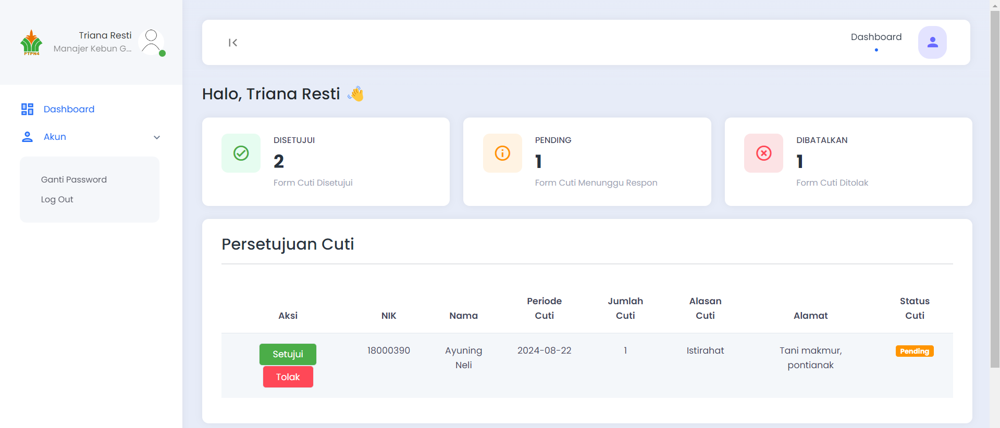 PTPN4
Triana Resti
Manajer Kebun G...
Dashboard
Akun
Ganti Password
Log Out
Dashboard
Halo, Triana Resti 👋
DISETUJUI
2
Form Cuti Disetujui
PENDING
1
Form Cuti Menunggu Respon
DIBATALKAN
1
Form Cuti Ditolak
Persetujuan Cuti
Aksi NIK Nama Periode Cuti Jumlah Cuti Alasan Cuti Alamat Status Cuti
Setujui 18000390 Ayuning Neli 2024-08-22 1 Istirahat Tani makmur, pontianak Pending
Tolak